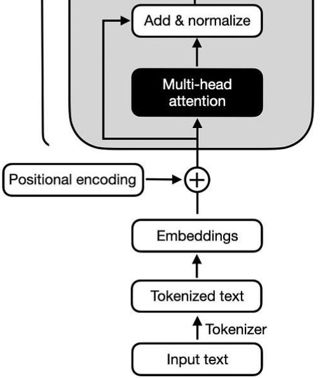 Add & normalize
Multi-head
attention
Positional encoding
+
Embeddings
Tokenized text
Tokenizer
Input text